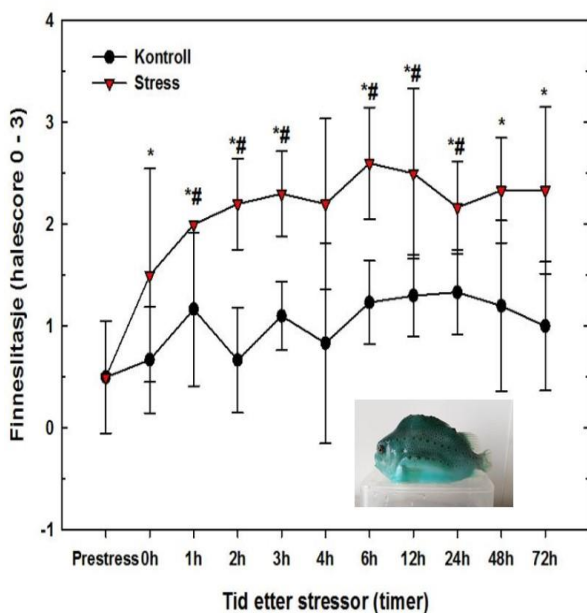 4
3
2
1
0
-1
Finneslitasje (halescore 0 - 3)
Kontroll
Stress
* *# *# *# *# *# *# * *
Prestress 0h 1h 2h 3h 4h 6h 12h 24h 48h 72h
Tid etter stressor (timer)